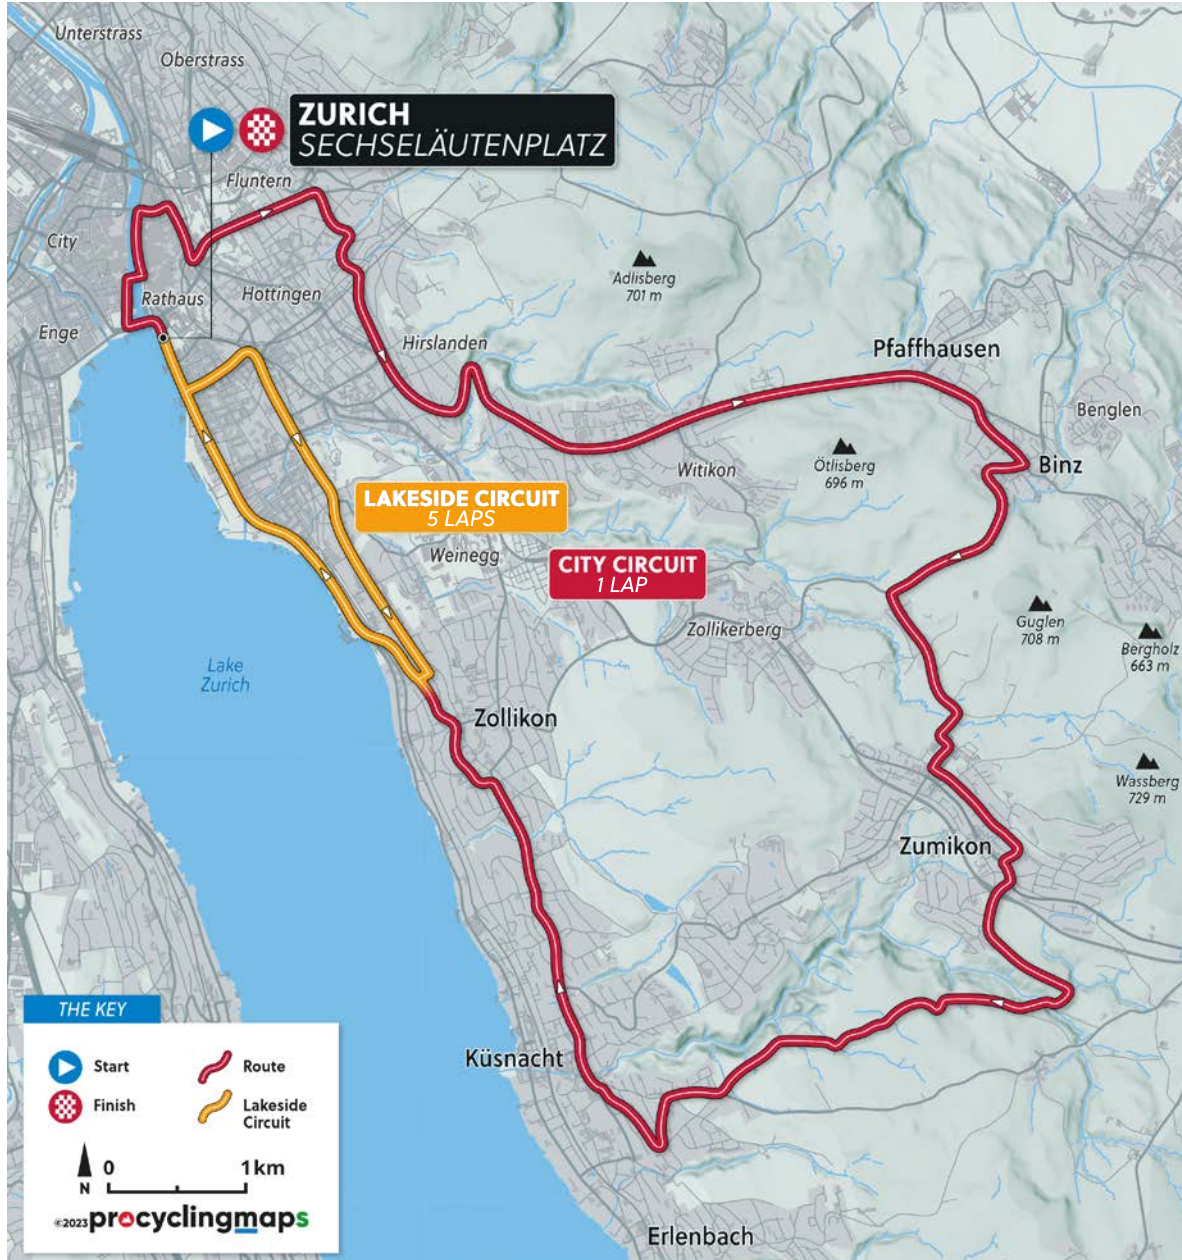 Unterstrass
Oberstrass
ZURICH
SECHSELÄUTENPLATZ
Fluntern
City
Adlisberg
701 m
Rathaus
Hottingen
Enge
Hirslanden
Pfaffhausen
Benglen
Witikon
Ötlisberg
696 m
Binz
LAKESIDE CIRCUIT
5 LAPS
Weinegg
CITY CIRCUIT
1 LAP
Guglen
708 m
Zollikerberg
Bergholz
663 m
Lake
Zurich
Zollikon
Wassberg
729 m
Zumikon
THE KEY
Küsnacht
Start
Route
Finish
Lakeside
Circuit
0 1 km
N
©2023 procyclingmaps
Erlenbach